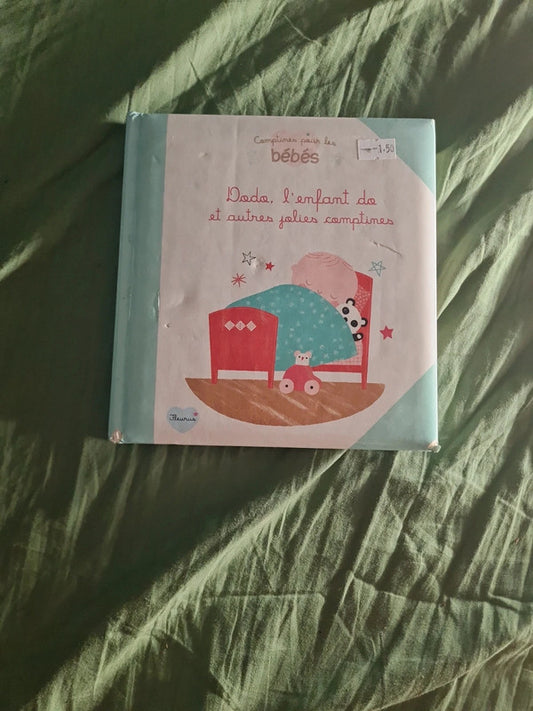 Comptines pour les
bébés
1.50
Dodo, l'enfant do
et autres jolies comptines
Fleurus